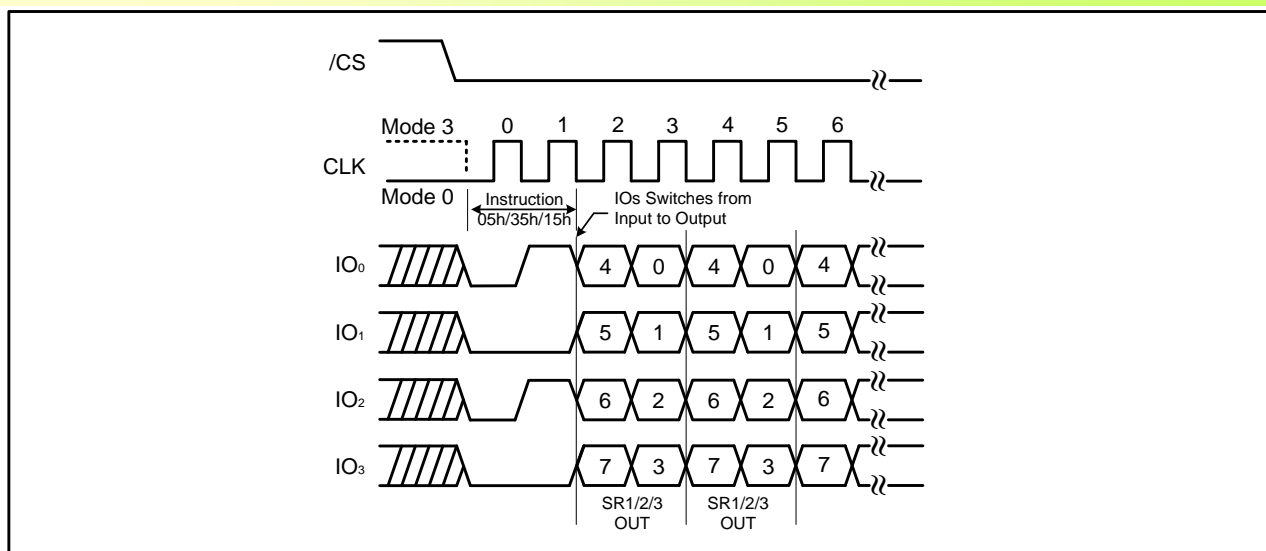 /CS
Mode 3 0 1 2 3 4 5 6
CLK
Mode 0
Instruction
05h/35h/15h
IOs Switches from
Input to Output
IO₀ 4 0 4 0 4
IO₁ 5 1 5 1 5
IO₂ 6 2 6 2 6
IO₃ 7 3 7 3 7
SR1/2/3
OUT
SR1/2/3
OUT